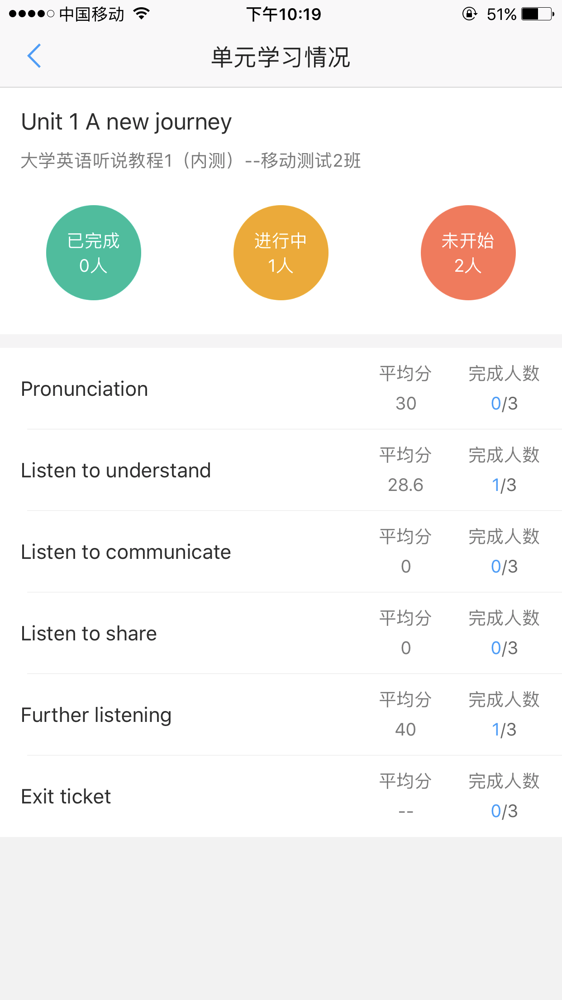 中国移动 下午10:19 51%
单元学习情况
Unit 1 A new journey
大学英语听说教程1（内测）--移动测试2班
已完成 进行中 未开始
0人 1人 2人
平均分 完成人数
Pronunciation
30 0/3
平均分 完成人数
Listen to understand
28.6 1/3
平均分 完成人数
Listen to communicate
0 0/3
平均分 完成人数
Listen to share
0 0/3
平均分 完成人数
Further listening
40 1/3
平均分 完成人数
Exit ticket
-- 0/3